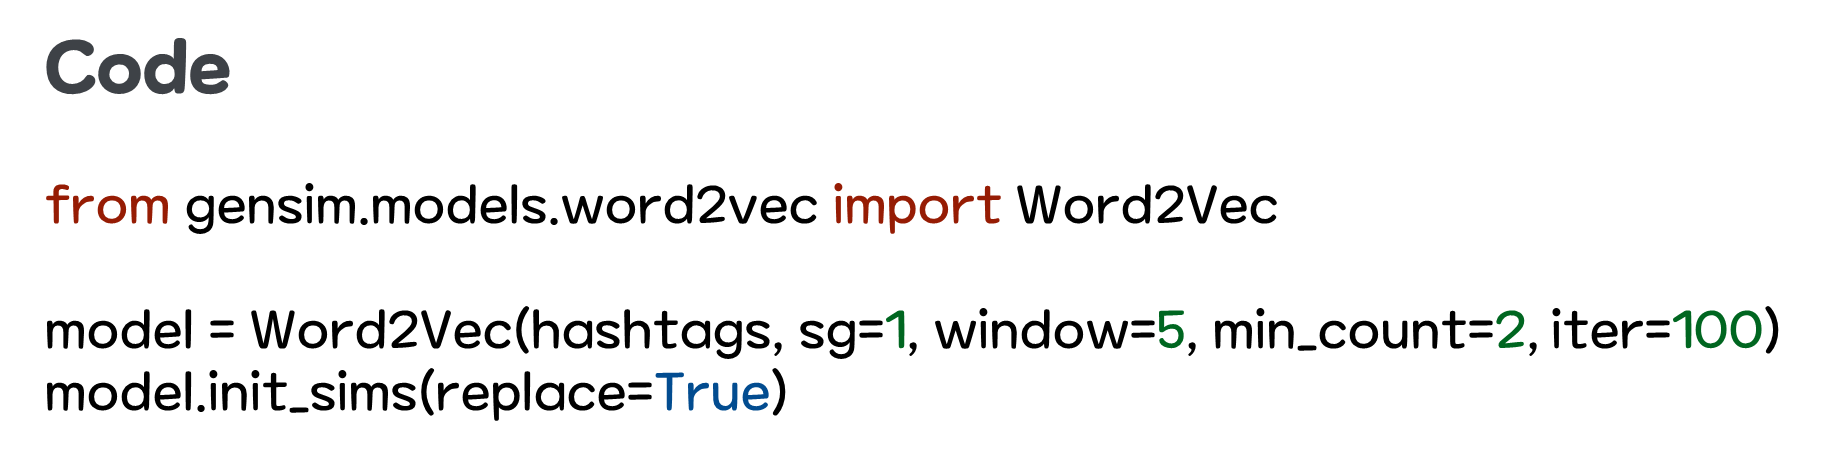 Code
from gensim.models.word2vec import Word2Vec
model = Word2Vec(hashtags, sg=1, window=5, min_count=2, iter=100)
model.init_sims(replace=True)